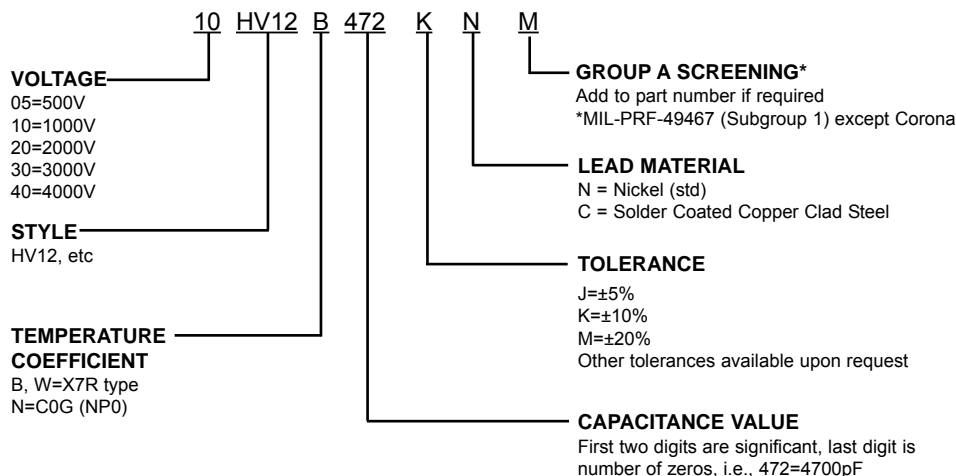 10 HV12 B 472 K N M
VOLTAGE
05=500V
10=1000V
20=2000V
30=3000V
40=4000V
STYLE
HV12, etc
TEMPERATURE
COEFFICIENT
B, W=X7R type
N=C0G (NP0)
GROUP A SCREENING*
Add to part number if required
*MIL-PRF-49467 (Subgroup 1) except Corona
LEAD MATERIAL
N = Nickel (std)
C = Solder Coated Copper Clad Steel
TOLERANCE
J=±5%
K=±10%
M=±20%
Other tolerances available upon request
CAPACITANCE VALUE
First two digits are significant, last digit is
number of zeros, i.e., 472=4700pF